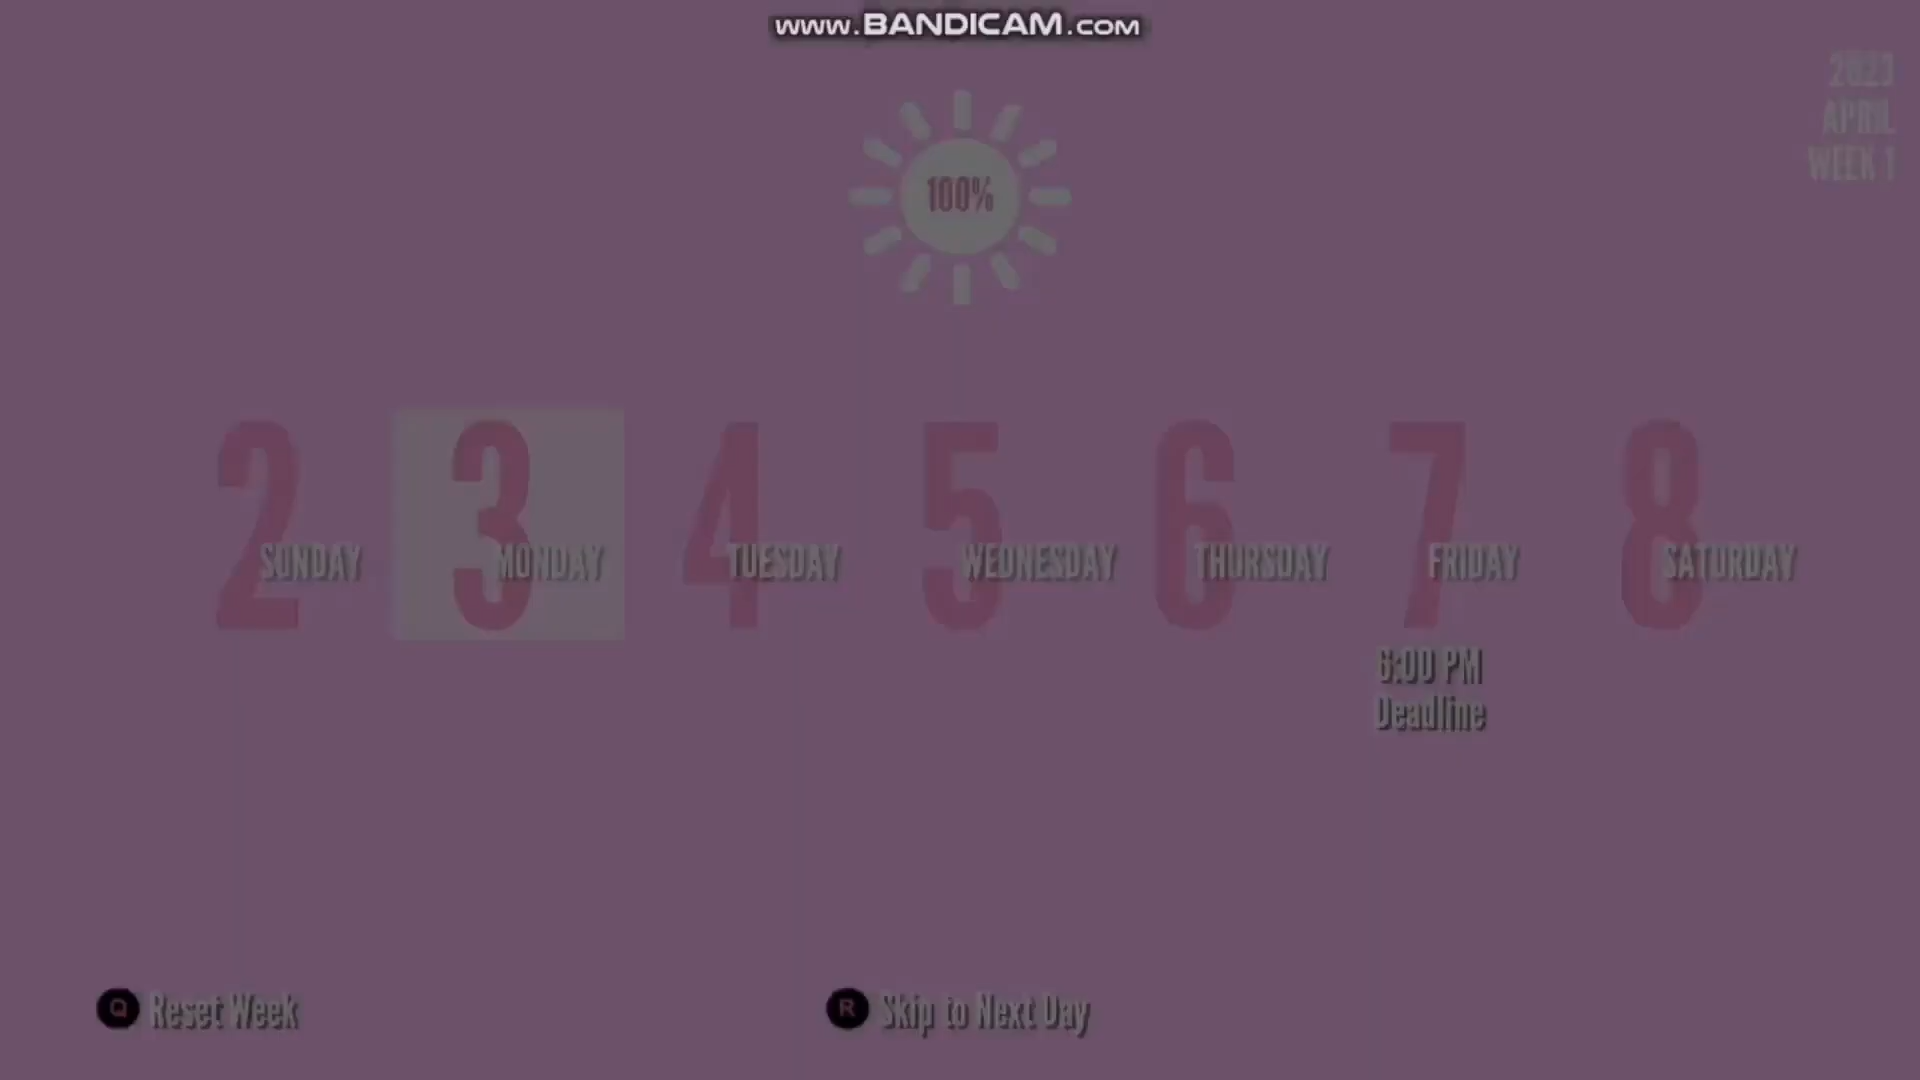 www.BANDICAM.com
2023
APRIL
WEEK 1
100%
2 SUNDAY
3 MONDAY
4 TUESDAY
5 WEDNESDAY
6 THURSDAY
7 FRIDAY
8 SATURDAY
6:00 PM
Deadline
Q Reset Week
R Skip to Next Day